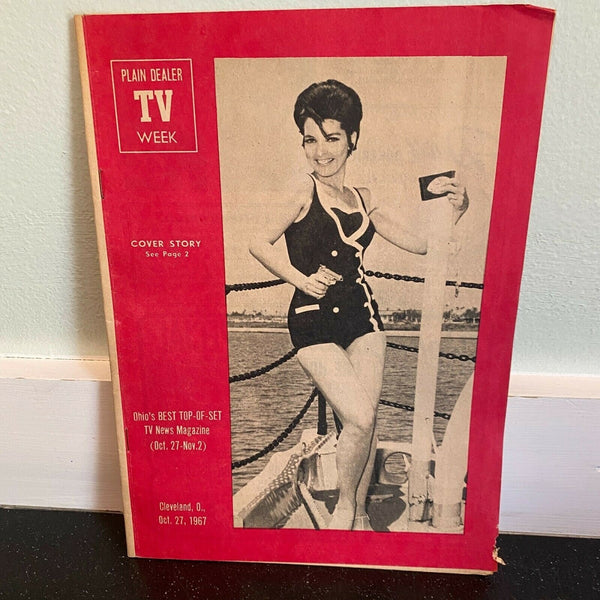 PLAIN DEALER
TV
WEEK
COVER STORY
See Page 2
Ohio's BEST TOP-OF-SET
TV News Magazine
(Oct. 27-Nov.2)
Cleveland, O.,
Oct. 27, 1967